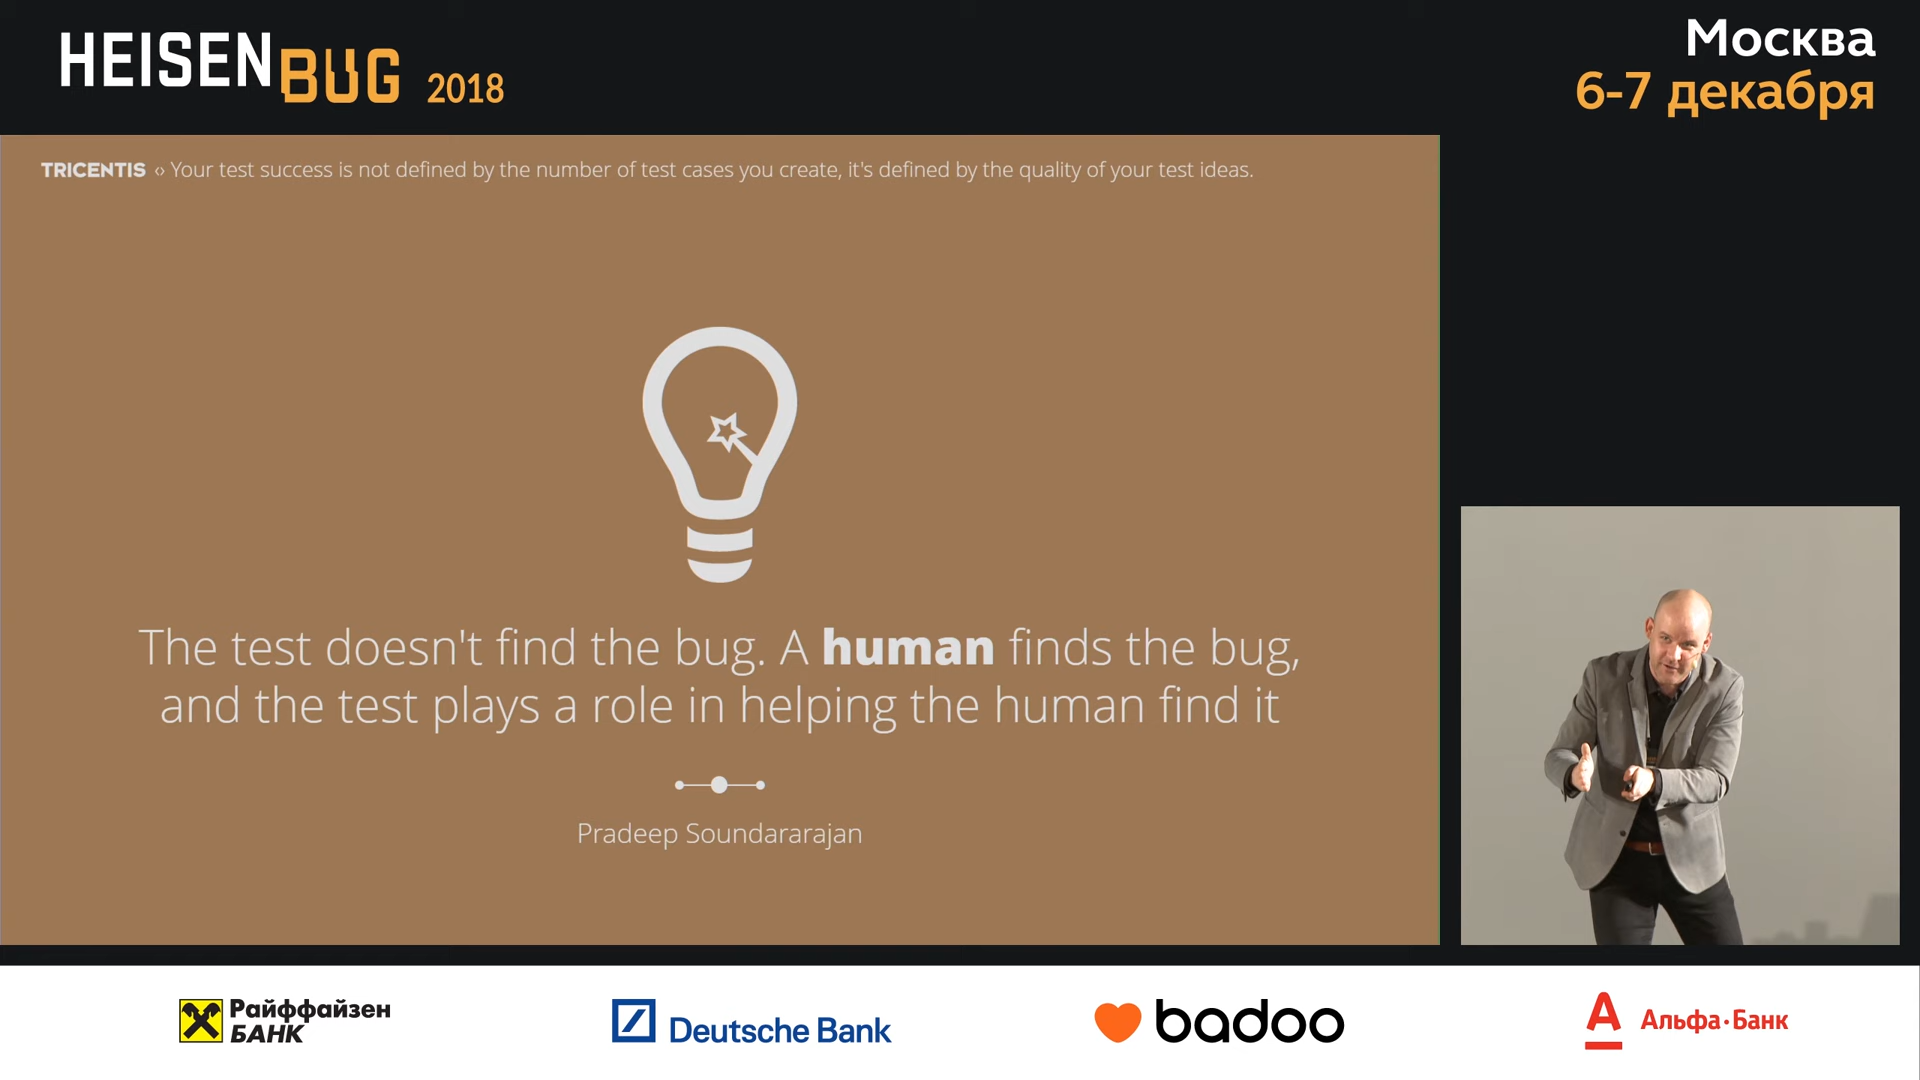 HEISENBUG 2018
Москва
6-7 декабря
TRICENTIS ‹› Your test success is not defined by the number of test cases you create, it's defined by the quality of your test ideas.
The test doesn't find the bug. A human finds the bug,
and the test plays a role in helping the human find it
Pradeep Soundararajan
Райффайзен
БАНК
Deutsche Bank
badoo
Альфа·Банк